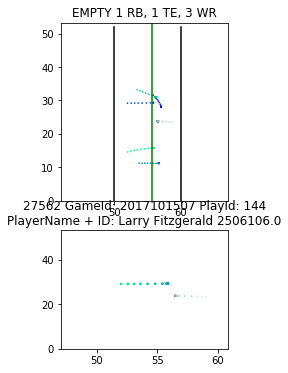 EMPTY 1 RB, 1 TE, 3 WR
50
40
30
20
10
0
50 60
27562 GameId: 2017101507 PlayId: 144
PlayerName + ID: Larry Fitzgerald 2506106.0
40
20
0
50 55 60